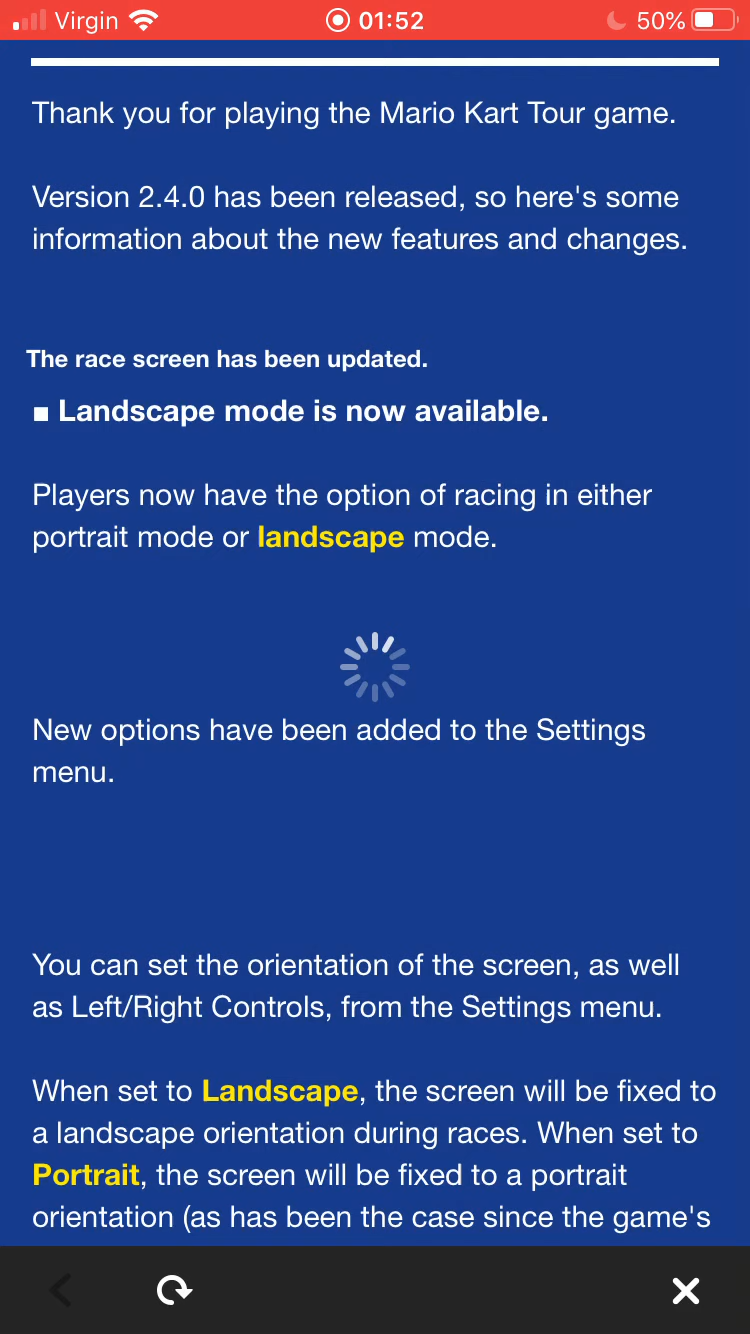 Virgin 01:52 50%
Thank you for playing the Mario Kart Tour game.
Version 2.4.0 has been released, so here's some
information about the new features and changes.
The race screen has been updated.
■ Landscape mode is now available.
Players now have the option of racing in either
portrait mode or landscape mode.
New options have been added to the Settings
menu.
You can set the orientation of the screen, as well
as Left/Right Controls, from the Settings menu.
When set to Landscape, the screen will be fixed to
a landscape orientation during races. When set to
Portrait, the screen will be fixed to a portrait
orientation (as has been the case since the game's